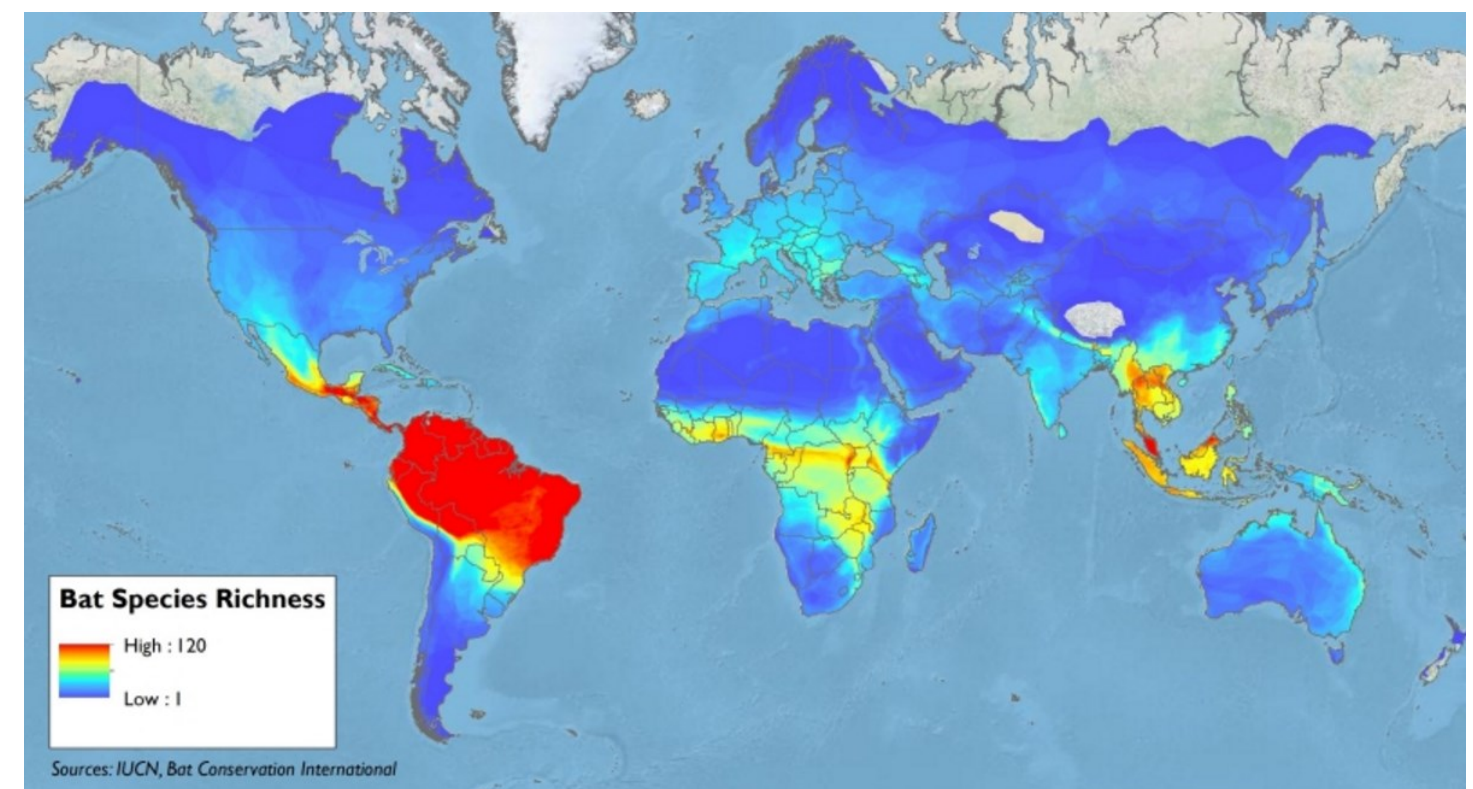 Bat Species Richness
High : 120
Low : 1
Sources: IUCN, Bat Conservation International